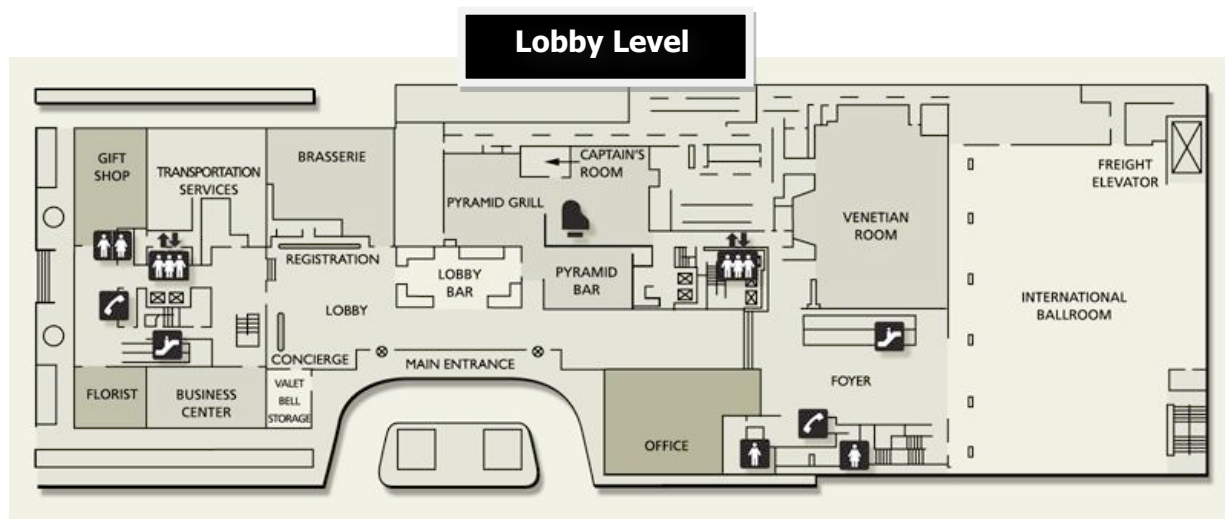 Lobby Level
GIFT
SHOP
TRANSPORTATION
SERVICES
BRASSERIE
CAPTAIN'S
ROOM
PYRAMID GRILL
FREIGHT
ELEVATOR
VENETIAN
ROOM
REGISTRATION
LOBBY
BAR
PYRAMID
BAR
INTERNATIONAL
BALLROOM
LOBBY
CONCIERGE
MAIN ENTRANCE
FOYER
FLORIST
BUSINESS
CENTER
VALET
BELL
STORAGE
OFFICE